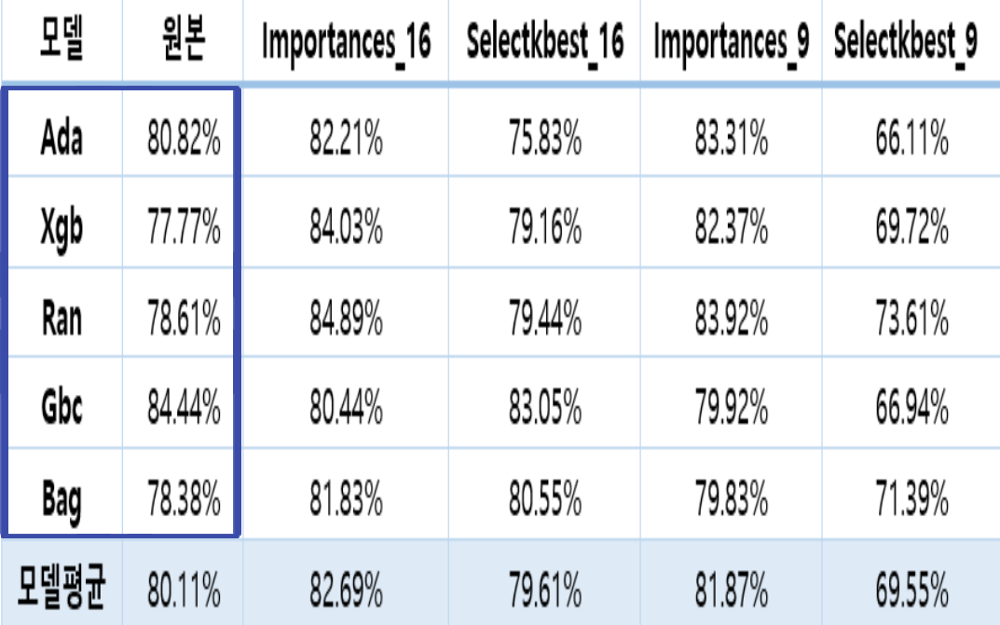 모델 원본 Importances_16 Selectkbest_16 Importances_9 Selectkbest_9
Ada 80.82% 82.21% 75.83% 83.31% 66.11%
Xgb 77.77% 84.03% 79.16% 82.37% 69.72%
Ran 78.61% 84.89% 79.44% 83.92% 73.61%
Gbc 84.44% 80.44% 83.05% 79.92% 66.94%
Bag 78.38% 81.83% 80.55% 79.83% 71.39%
모델평균 80.11% 82.69% 79.61% 81.87% 69.55%